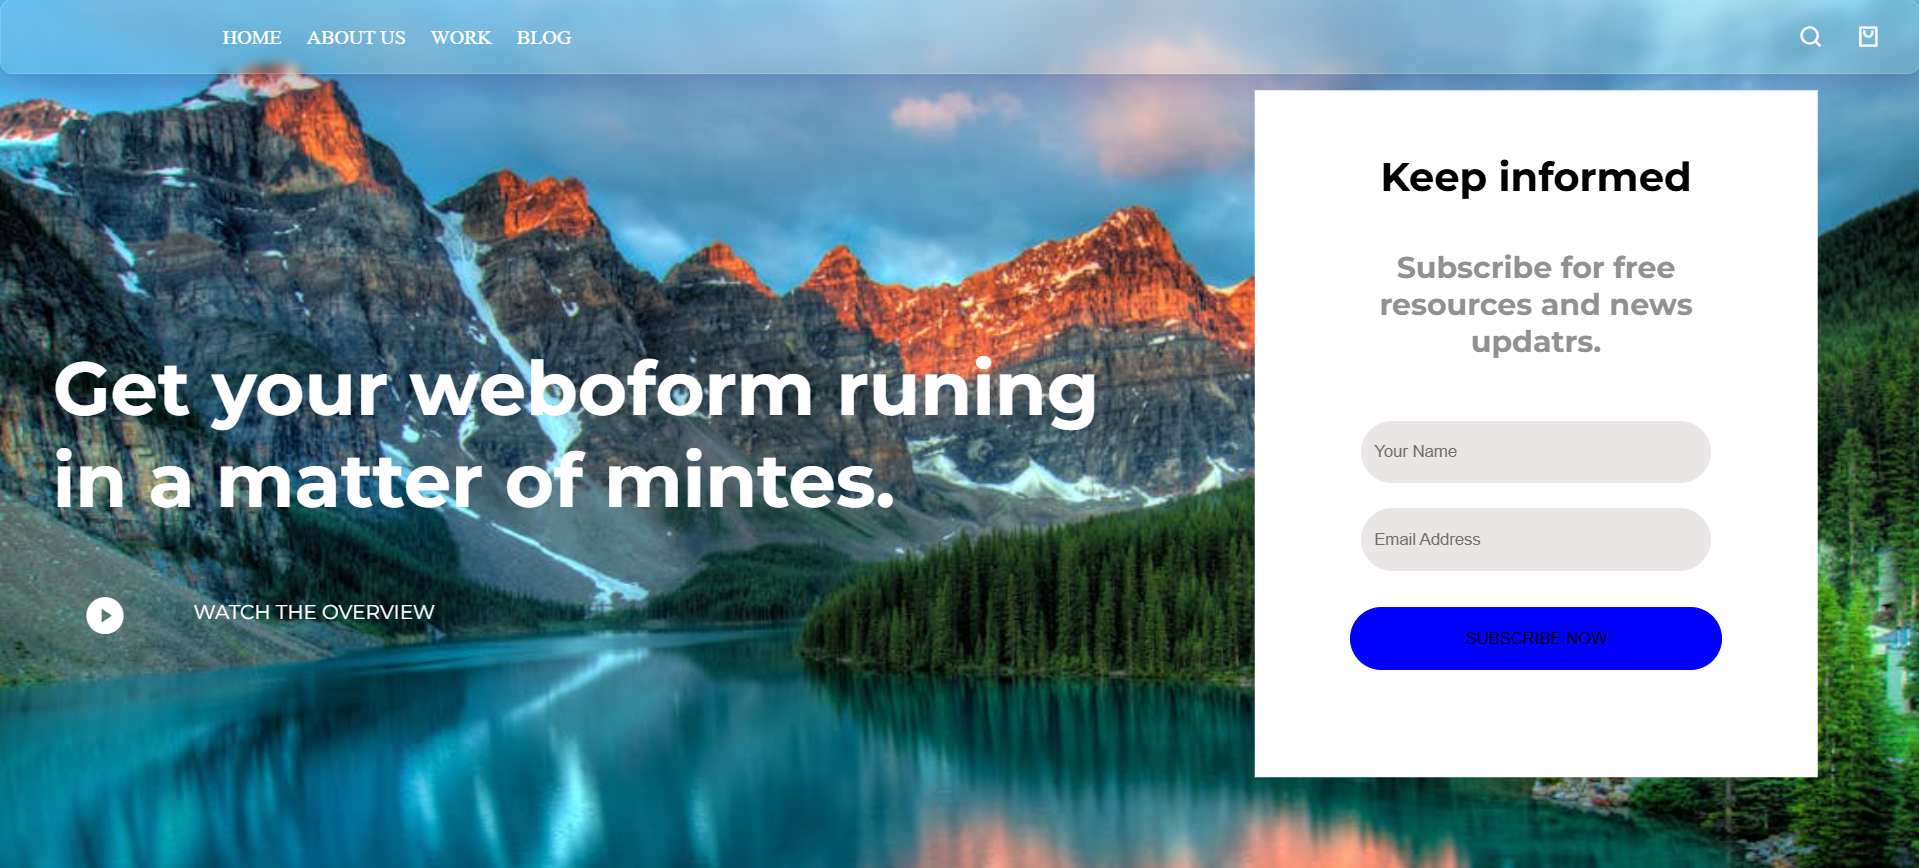 HOME ABOUT US WORK BLOG
Keep informed
Subscribe for free
resources and news
updatrs.
Get your weboform runing
in a matter of mintes.
Your Name
Email Address
WATCH THE OVERVIEW
SUBSCRIBE NOW